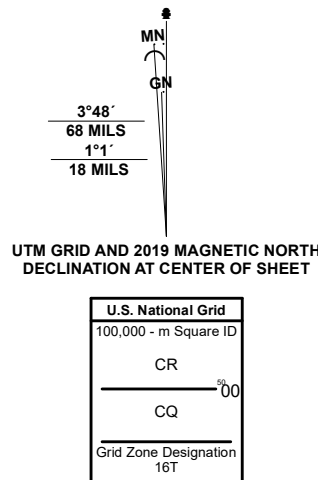 MN
GN
3°48´
68 MILS
1°1´
18 MILS
UTM GRID AND 2019 MAGNETIC NORTH
DECLINATION AT CENTER OF SHEET
U.S. National Grid
100,000 - m Square ID
CR
50 00
CQ
Grid Zone Designation
16T